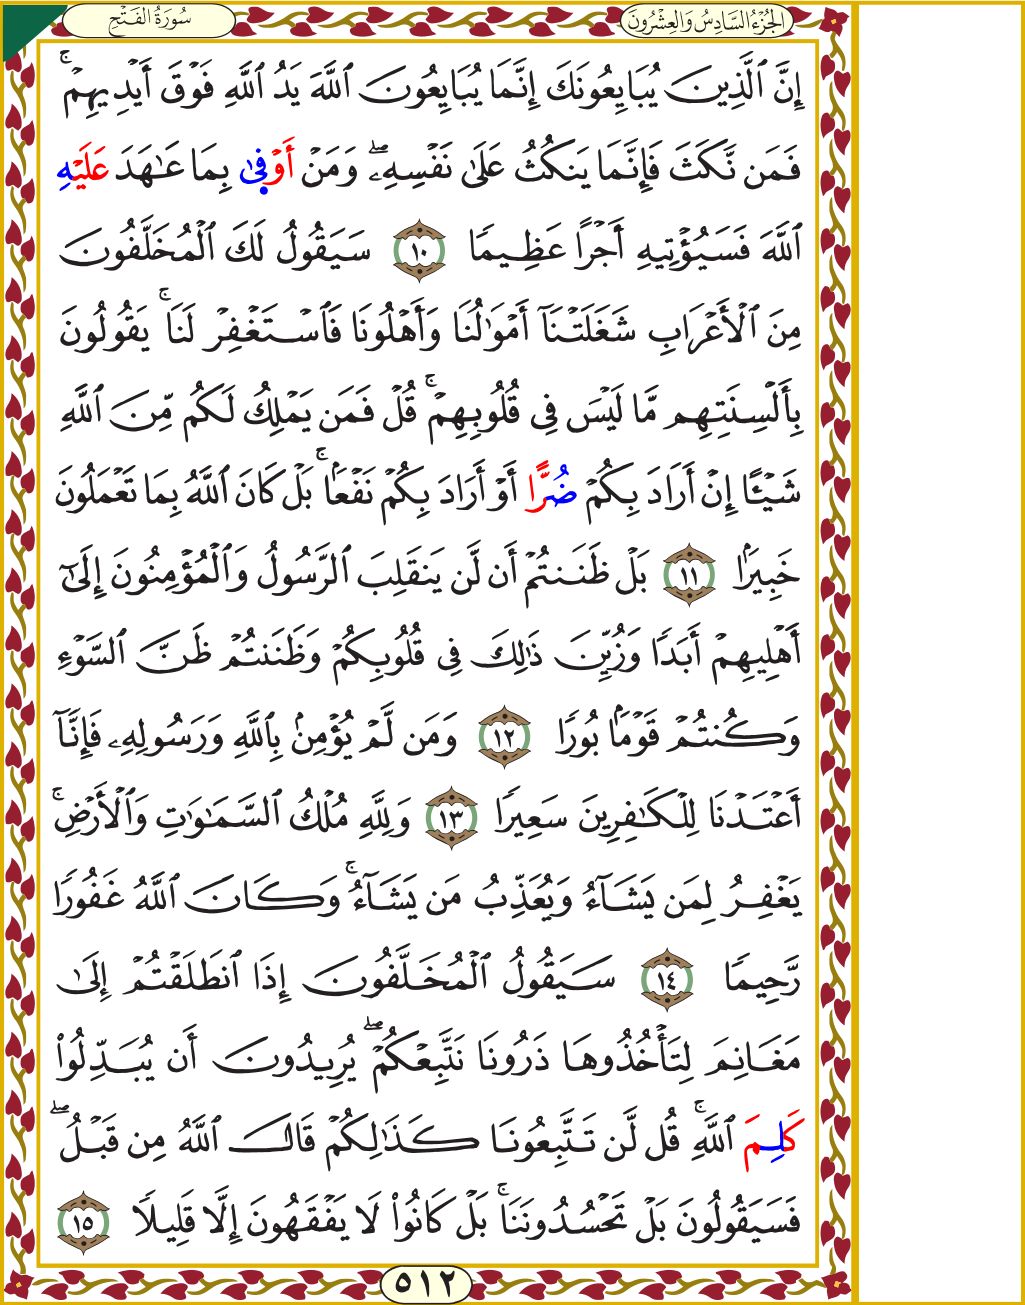 الجُزْءُ السَّادِسُ وَالعِشْرُونَ
سُورَةُ الفَتْحِ
إِنَّ ٱلَّذِينَ يُبَايِعُونَكَ إِنَّمَا يُبَايِعُونَ ٱللَّهَ يَدُ ٱللَّهِ فَوْقَ أَيْدِيهِمْۚ
فَمَن نَّكَثَ فَإِنَّمَا يَنكُثُ عَلَىٰ نَفْسِهِۦۖ وَمَنْ أَوْفِىٰ بِمَا عَـٰهَدَ عَلَيْهِ
ٱللَّهَ فَسَيُؤْتِيهِ أَجْرًا عَظِيمًا ١٠ سَيَقُولُ لَكَ ٱلْمُخَلَّفُونَ
مِنَ ٱلْأَعْرَابِ شَغَلَتْنَآ أَمْوَٰلُنَا وَأَهْلُونَا فَٱسْتَغْفِرْ لَنَاۚ يَقُولُونَ
بِأَلْسِنَتِهِم مَّا لَيْسَ فِى قُلُوبِهِمْۚ قُلْ فَمَن يَمْلِكُ لَكُم مِّنَ ٱللَّهِ
شَيْـًٔا إِنْ أَرَادَ بِكُمْ ضُرًّا أَوْ أَرَادَ بِكُمْ نَفْعًۢاۚ بَلْ كَانَ ٱللَّهُ بِمَا تَعْمَلُونَ
خَبِيرًۢا ١١ بَلْ ظَنَنتُمْ أَن لَّن يَنقَلِبَ ٱلرَّسُولُ وَٱلْمُؤْمِنُونَ إِلَىٰٓ
أَهْلِيهِمْ أَبَدًا وَزُيِّنَ ذَٰلِكَ فِى قُلُوبِكُمْ وَظَنَنتُمْ ظَنَّ ٱلسَّوْءِ
وَكُنتُمْ قَوْمًۢا بُورًا ١٢ وَمَن لَّمْ يُؤْمِنۢ بِٱللَّهِ وَرَسُولِهِۦ فَإِنَّآ
أَعْتَدْنَا لِلْكَـٰفِرِينَ سَعِيرًا ١٣ وَلِلَّهِ مُلْكُ ٱلسَّمَـٰوَٰتِ وَٱلْأَرْضِۚ
يَغْفِرُ لِمَن يَشَآءُ وَيُعَذِّبُ مَن يَشَآءُۚ وَكَانَ ٱللَّهُ غَفُورًا
رَّحِيمًا ١٤ سَيَقُولُ ٱلْمُخَلَّفُونَ إِذَا ٱنطَلَقْتُمْ إِلَىٰ
مَغَانِمَ لِتَأْخُذُوهَا ذَرُونَا نَتَّبِعْكُمْۖ يُرِيدُونَ أَن يُبَدِّلُوا۟
كَلِـمَ ٱللَّهِۚ قُل لَّن تَتَّبِعُونَا كَذَٰلِكُمْ قَالَ ٱللَّهُ مِن قَبْلُۖ
فَسَيَقُولُونَ بَلْ تَحْسُدُونَنَاۚ بَلْ كَانُوا۟ لَا يَفْقَهُونَ إِلَّا قَلِيلًا ١٥
٥١٢